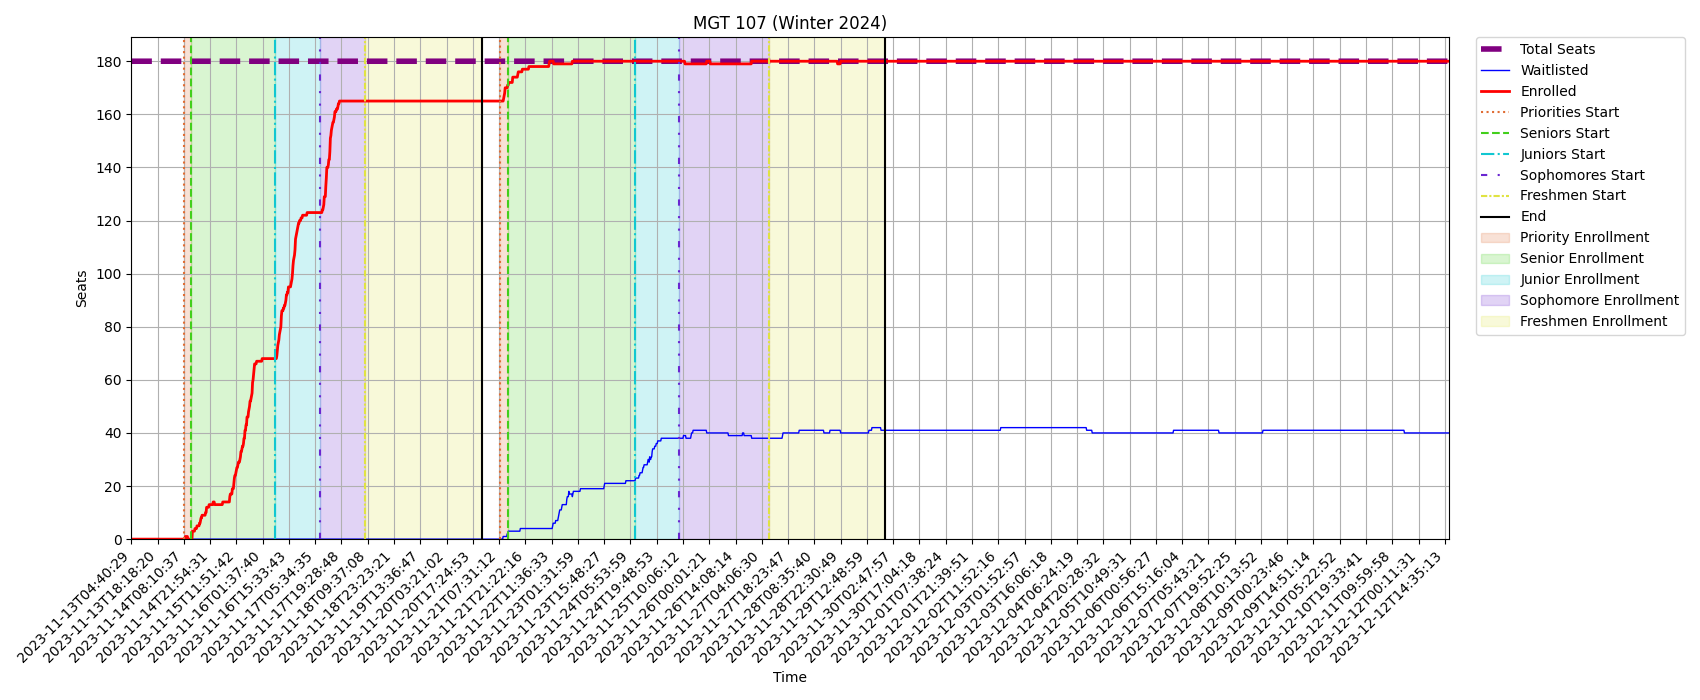 MGT 107 (Winter 2024)
Seats
180
160
140
120
100
80
60
40
20
0
2023-11-13T04:40:29
2023-11-13T18:18:20
2023-11-14T08:10:37
2023-11-14T21:54:31
2023-11-15T11:51:42
2023-11-16T01:37:40
2023-11-16T15:33:43
2023-11-17T05:34:35
2023-11-17T19:28:48
2023-11-18T09:37:08
2023-11-18T23:23:21
2023-11-19T13:36:47
2023-11-20T03:21:02
2023-11-20T17:24:53
2023-11-21T07:31:12
2023-11-21T21:22:16
2023-11-22T11:36:33
2023-11-23T01:31:59
2023-11-23T15:48:27
2023-11-24T05:53:59
2023-11-24T19:48:53
2023-11-25T10:06:12
2023-11-26T00:01:21
2023-11-26T14:08:14
2023-11-27T04:06:30
2023-11-27T18:23:47
2023-11-28T08:35:40
2023-11-28T22:30:49
2023-11-29T12:48:59
2023-11-30T02:47:57
2023-11-30T17:04:18
2023-12-01T07:38:24
2023-12-01T21:39:51
2023-12-02T11:52:16
2023-12-03T01:52:57
2023-12-03T16:06:18
2023-12-04T06:24:19
2023-12-04T20:28:32
2023-12-05T10:49:31
2023-12-06T00:56:27
2023-12-06T15:16:04
2023-12-07T05:43:21
2023-12-07T19:52:25
2023-12-08T10:13:52
2023-12-09T00:23:46
2023-12-09T14:51:14
2023-12-10T05:22:52
2023-12-10T19:33:41
2023-12-11T09:59:58
2023-12-12T00:11:31
2023-12-12T14:35:13
Time
Total Seats
Waitlisted
Enrolled
Priorities Start
Seniors Start
Juniors Start
Sophomores Start
Freshmen Start
End
Priority Enrollment
Senior Enrollment
Junior Enrollment
Sophomore Enrollment
Freshmen Enrollment